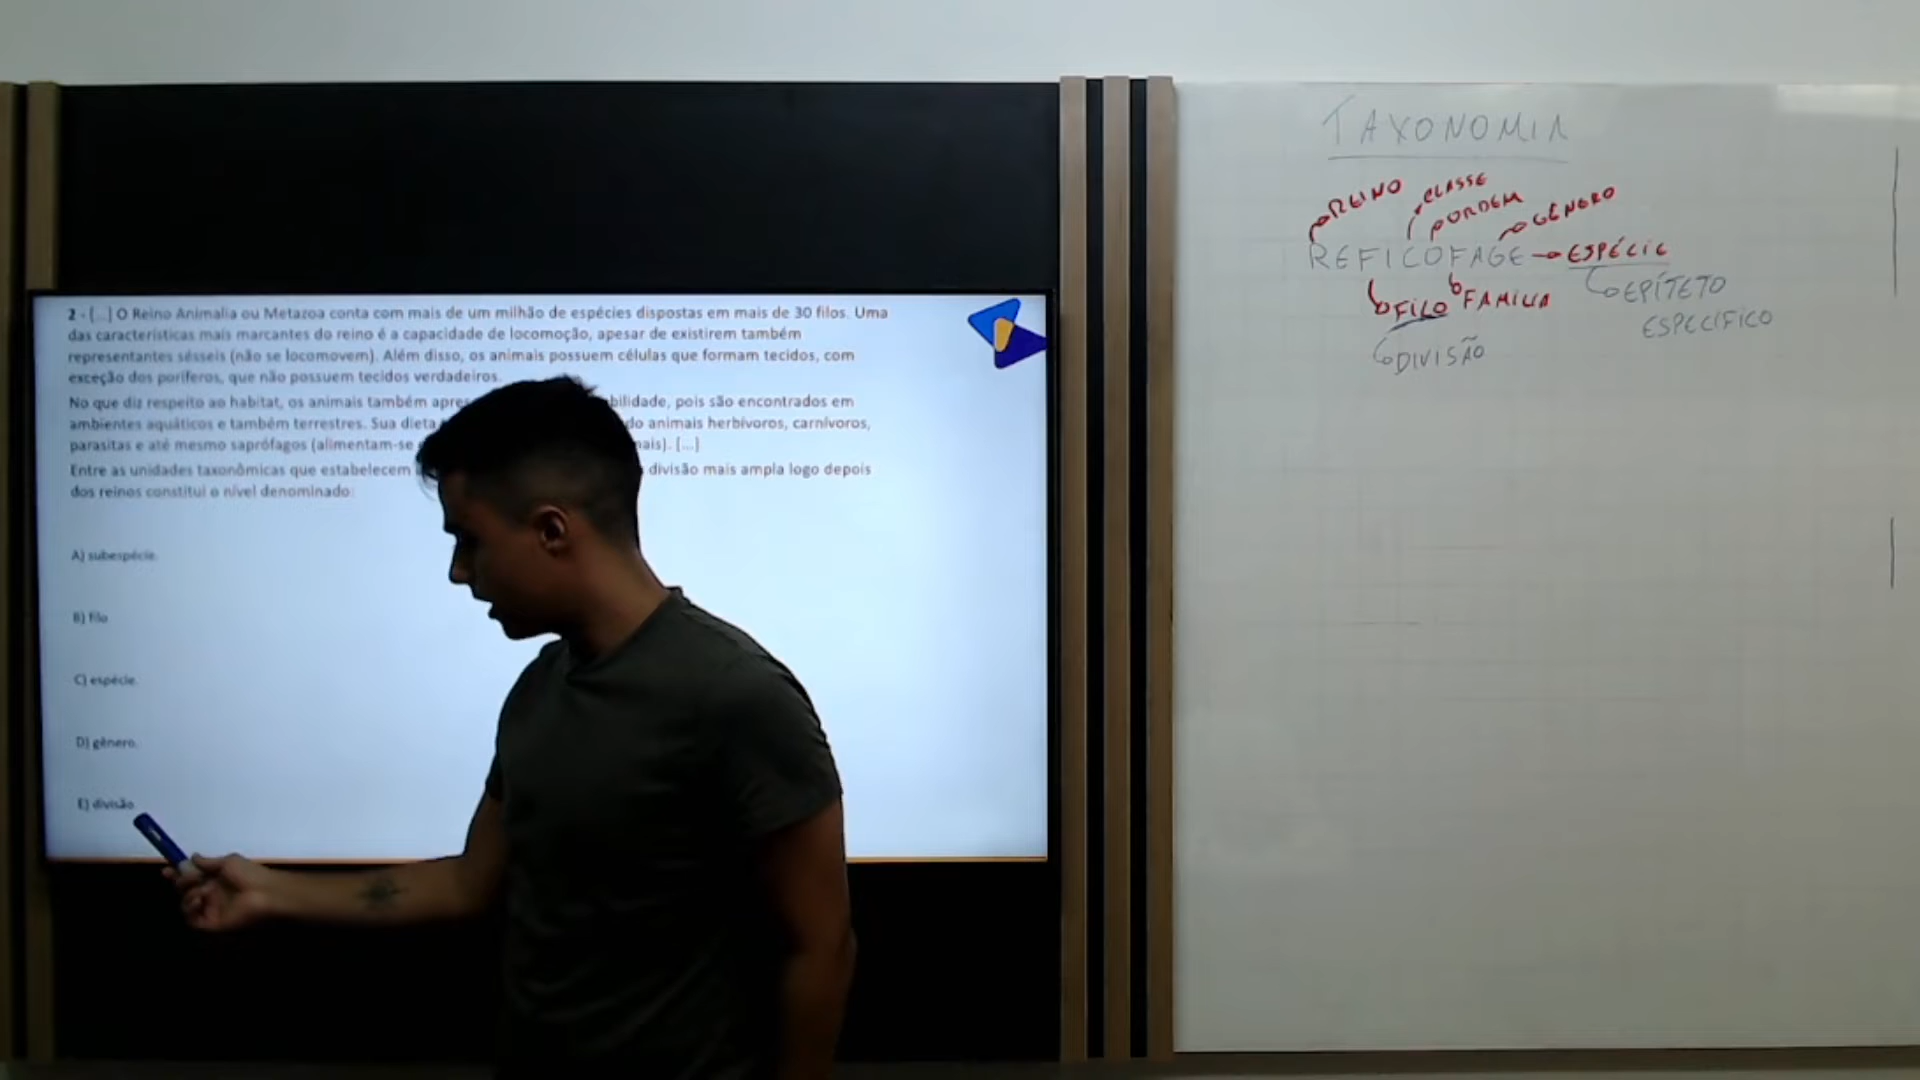 2 - [...] O Reino Animalia ou Metazoa conta com mais de um milhão de espécies dispostas em mais de 30 filos. Uma
das características mais marcantes do reino é a capacidade de locomoção, apesar de existirem também
representantes sésseis (não se locomovem). Além disso, os animais possuem células que formam tecidos, com
exceção dos poríferos, que não possuem tecidos verdadeiros.
No que diz respeito ao habitat, os animais também apre bilidade, pois são encontrados em
ambientes aquáticos e também terrestres. Sua dieta do animais herbívoros, carnívoros,
parasitas e até mesmo saprófagos (alimentam-se nais). [...]
Entre as unidades taxonômicas que estabelecem divisão mais ampla logo depois
dos reinos constitui o nível denominado:
A) subespécie.
B) filo
C) espécie.
D) gênero.
E) divisão
TAXONOMIA
REINO CLASSE
ORDEM GÊNERO
REFICOFAGE → ESPÉCIE
FILO FAMÍLIA EPÍTETO
ESPECÍFICO
DIVISÃO